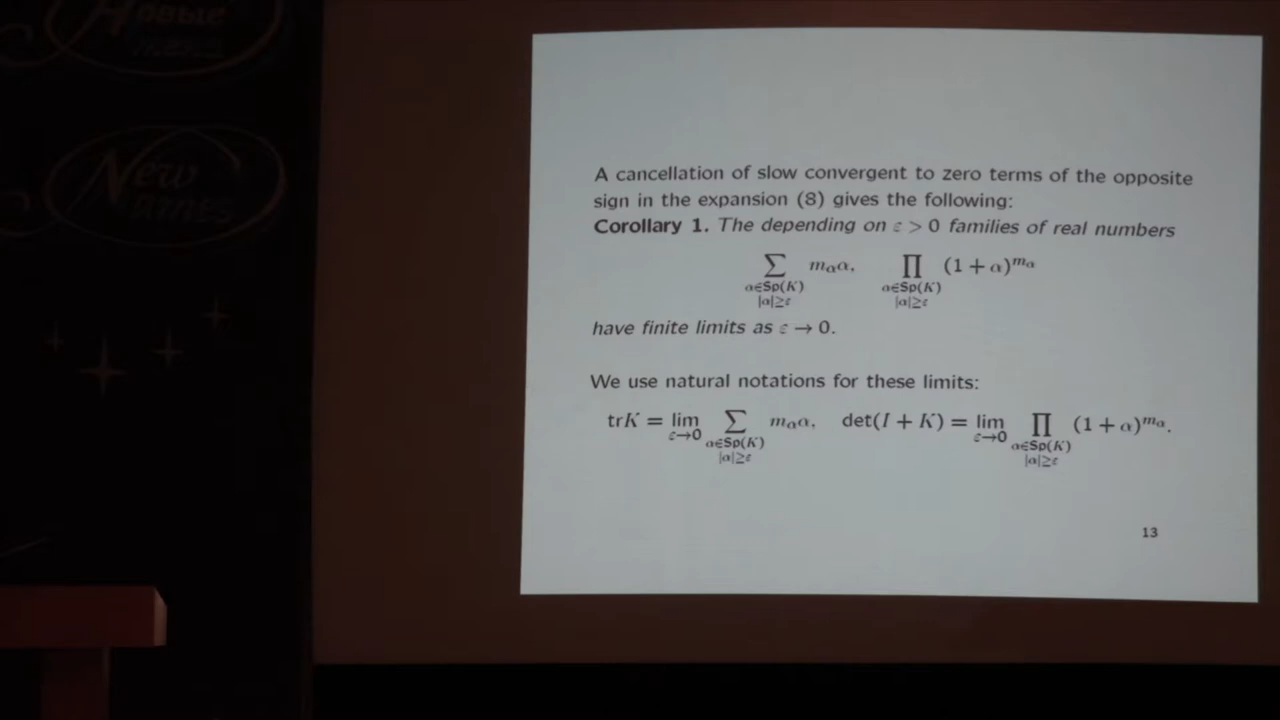 Новые
New
Names
A cancellation of slow convergent to zero terms of the opposite
sign in the expansion (8) gives the following:
Corollary 1. The depending on ε > 0 families of real numbers
∑ m_α α, ∏ (1 + α)^{m_α}
α∈Sp(K) α∈Sp(K)
|α|≥ε |α|≥ε
have finite limits as ε → 0.
We use natural notations for these limits:
trK = lim ∑ m_α α, det(I + K) = lim ∏ (1 + α)^{m_α}.
ε→0 α∈Sp(K) ε→0 α∈Sp(K)
|α|≥ε |α|≥ε
13